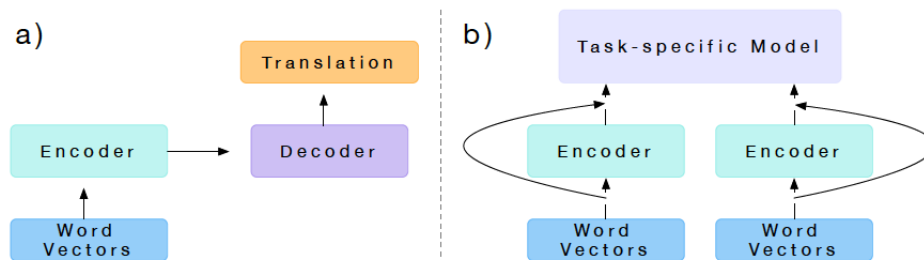 a)
Translation
Encoder
Decoder
Word
Vectors
b)
Task-specific Model
Encoder
Encoder
Word
Vectors
Word
Vectors